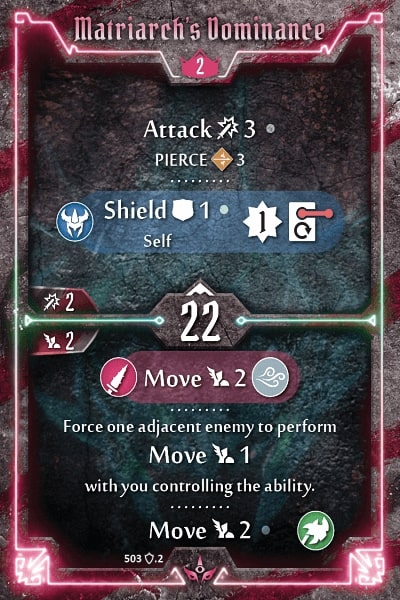 Matriarch's Dominance
2
Attack 3
PIERCE 3
Shield 1
Self
1
2
22
2
Move 2
Force one adjacent enemy to perform
Move 1
with you controlling the ability.
Move 2
503 .2